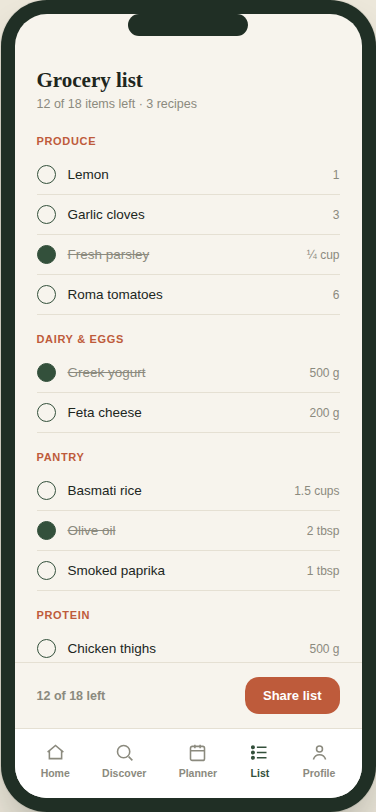 Grocery list
12 of 18 items left · 3 recipes
PRODUCE
Lemon 1
Garlic cloves 3
Fresh parsley ¼ cup
Roma tomatoes 6
DAIRY & EGGS
Greek yogurt 500 g
Feta cheese 200 g
PANTRY
Basmati rice 1.5 cups
Olive oil 2 tbsp
Smoked paprika 1 tbsp
PROTEIN
Chicken thighs 500 g
12 of 18 left Share list
Home Discover Planner List Profile